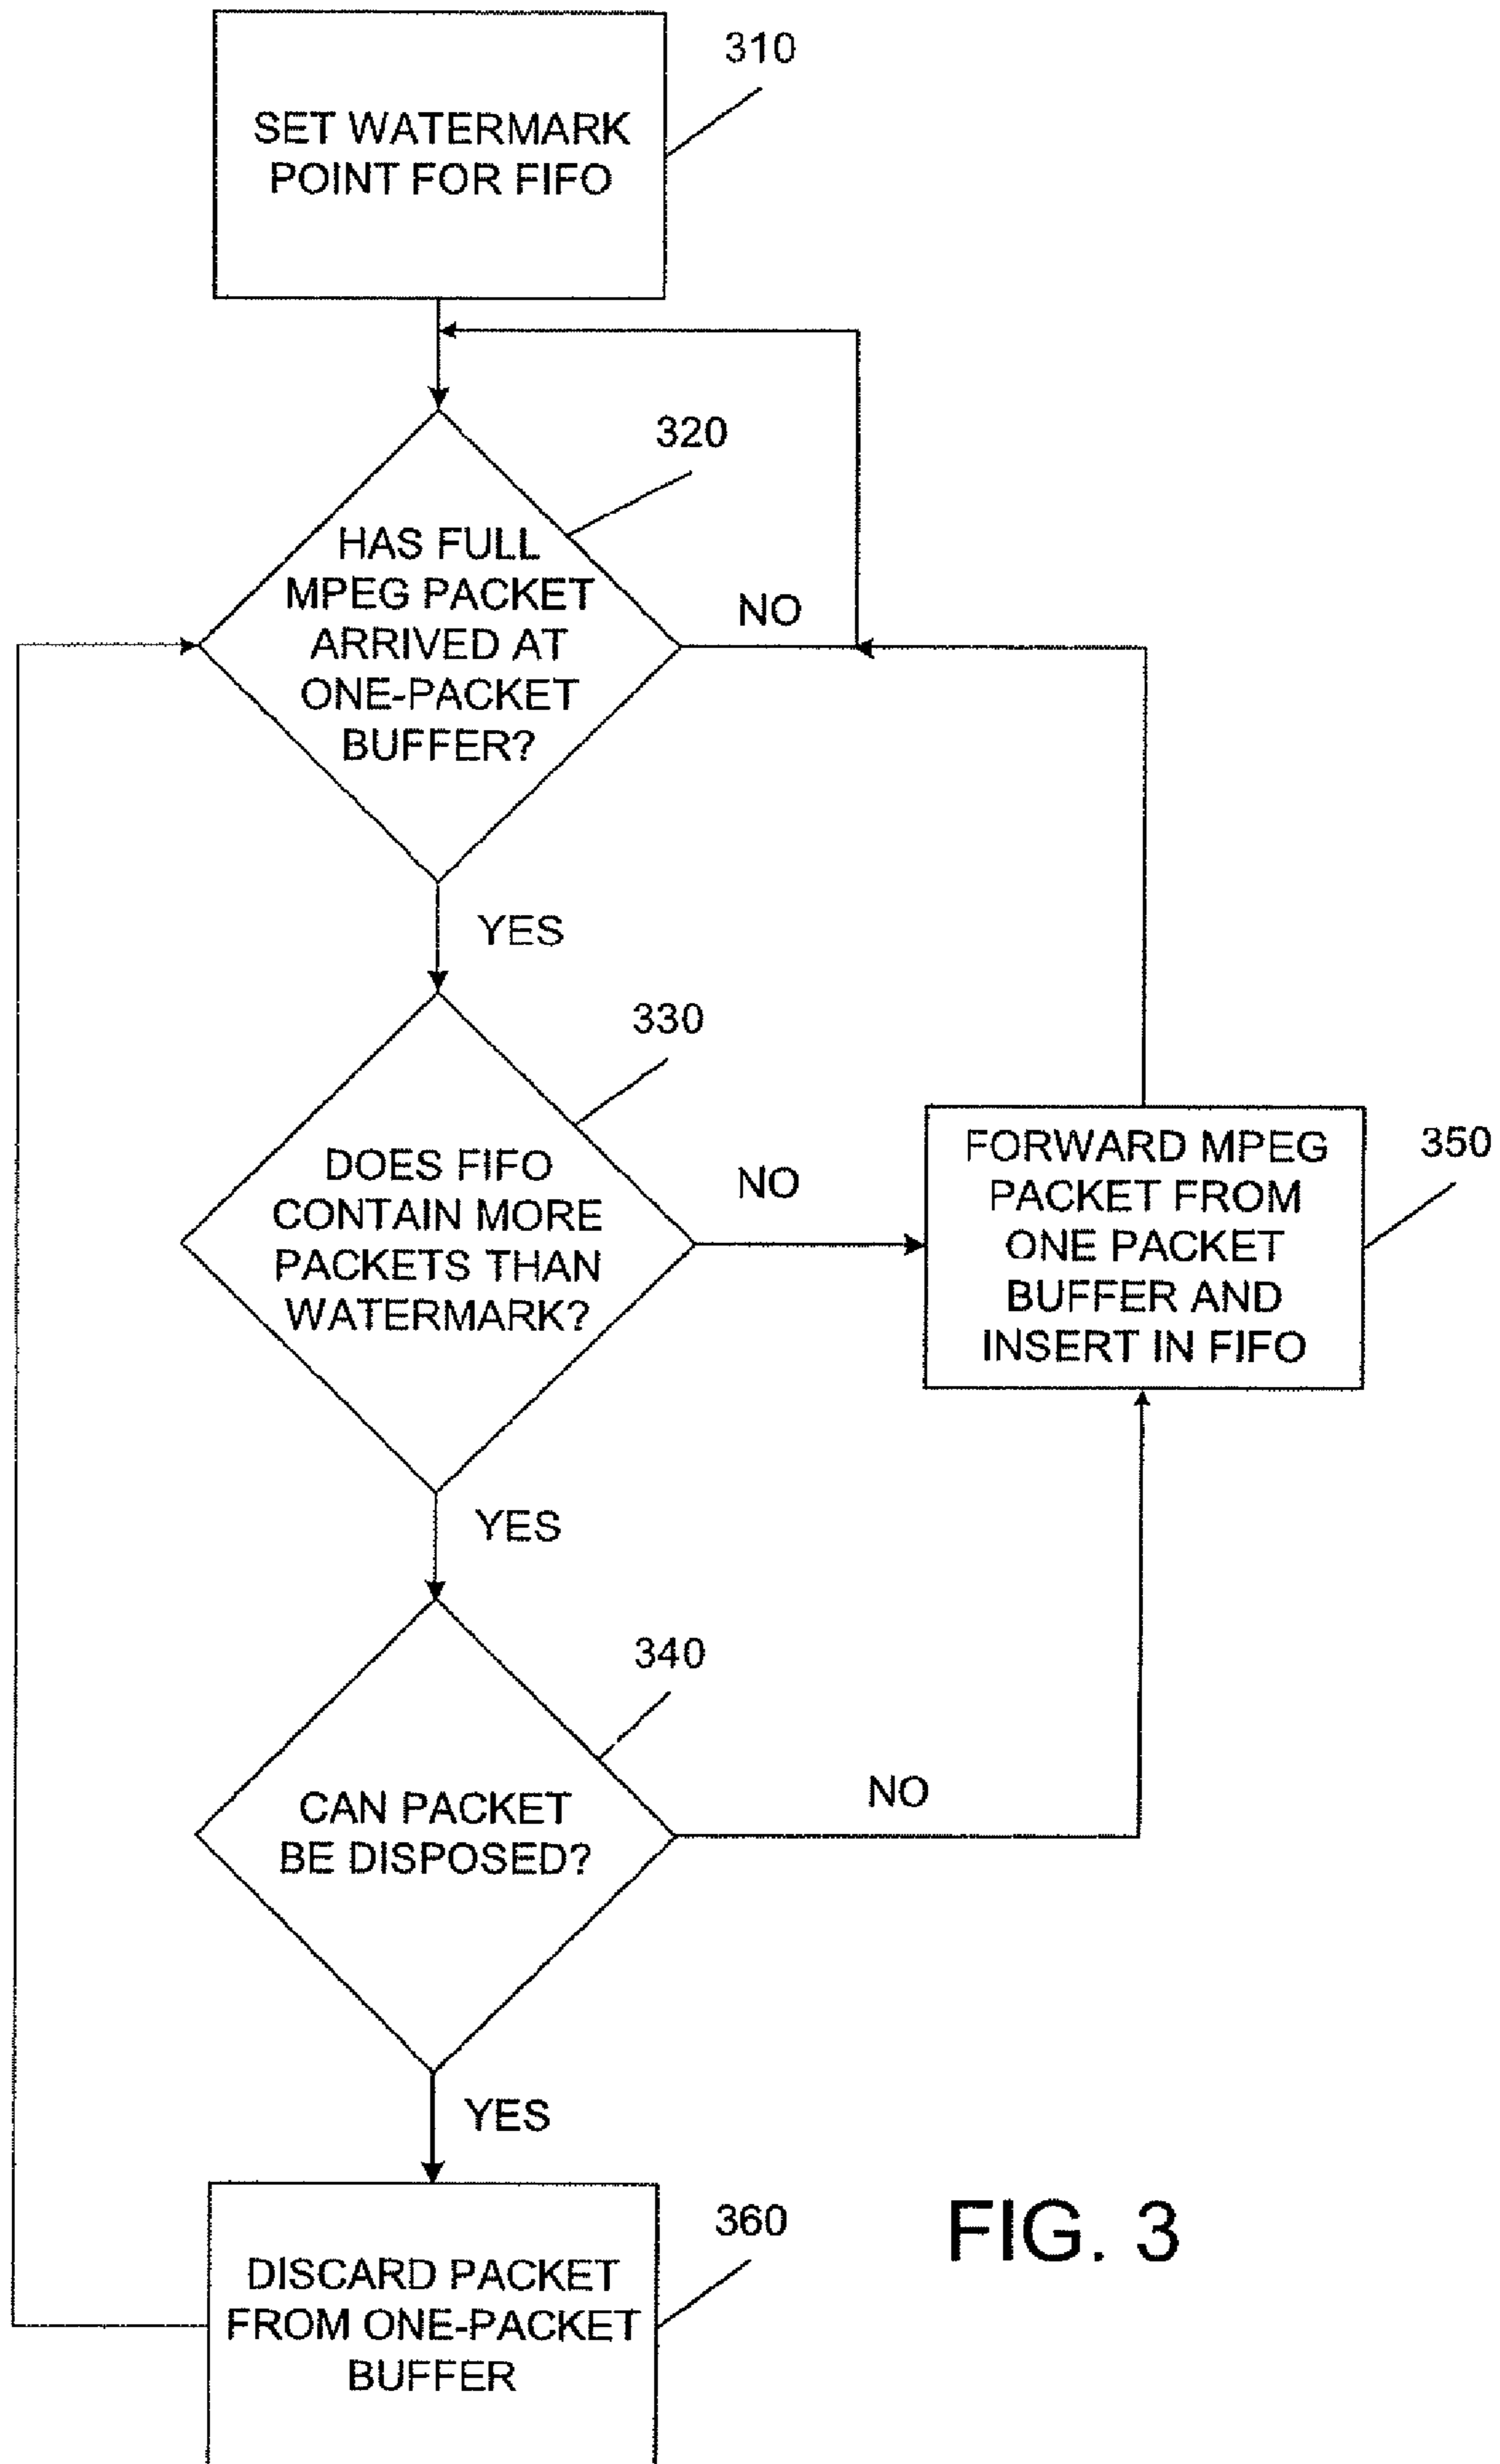 310
SET WATERMARK
POINT FOR FIFO
320
HAS FULL
MPEG PACKET
ARRIVED AT
ONE-PACKET
BUFFER?
NO
YES
330
DOES FIFO
CONTAIN MORE
PACKETS THAN
WATERMARK?
NO
FORWARD MPEG
PACKET FROM
ONE PACKET
BUFFER AND
INSERT IN FIFO
350
YES
340
CAN PACKET
BE DISPOSED?
NO
YES
360
DISCARD PACKET
FROM ONE-PACKET
BUFFER
FIG. 3